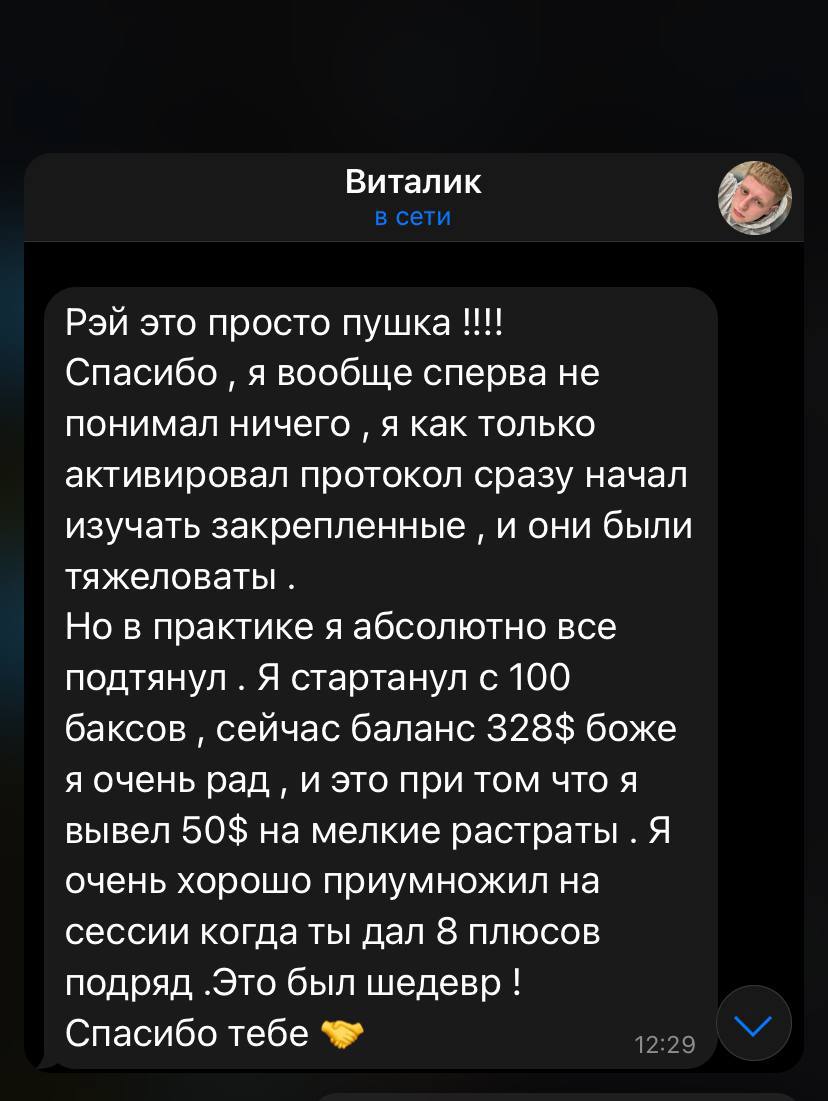 Виталик
в сети
Рэй это просто пушка !!!!
Спасибо , я вообще сперва не
понимал ничего , я как только
активировал протокол сразу начал
изучать закрепленные , и они были
тяжеловаты .
Но в практике я абсолютно все
подтянул . Я стартанул с 100
баксов , сейчас баланс 328$ боже
я очень рад , и это при том что я
вывел 50$ на мелкие растраты . Я
очень хорошо приумножил на
сессии когда ты дал 8 плюсов
подряд .Это был шедевр !
Спасибо тебе 🤝
12:29